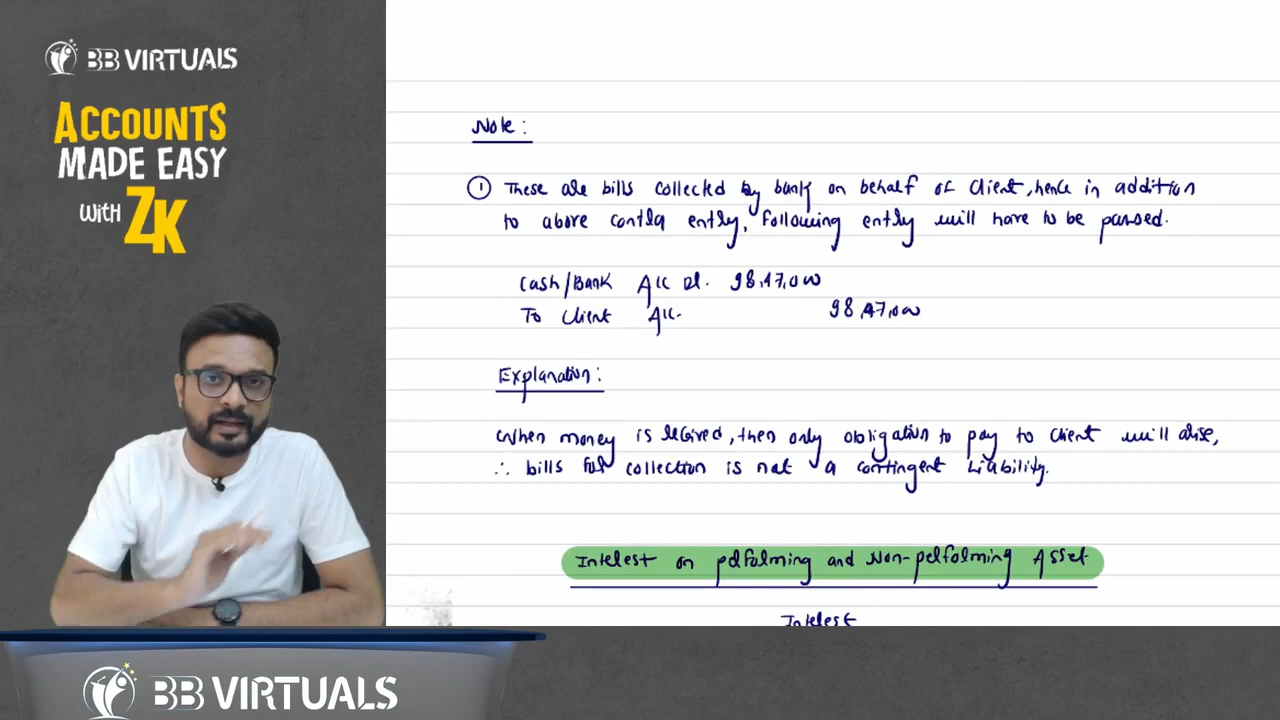 BB VIRTUALS
ACCOUNTS
MADE EASY
WITH ZK
Note:
① These are bills collected by bank on behalf of client, hence in addition
to above contra entry, following entry will have to be passed.
Cash/Bank A/c Dr. 98,47,000
To Client A/c. 98,47,000
Explanation:
When money is received, then only obligation to pay to client will arise,
∴ bills for collection is not a contingent liability.
Interest on performing and Non-performing Asset
Interest
BB VIRTUALS